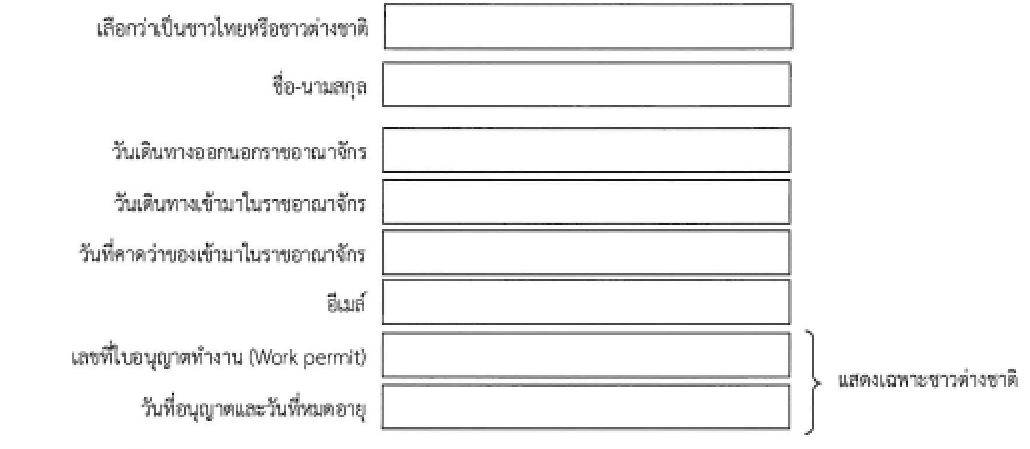 เลือกว่าเป็นชาวไทยหรือชาวต่างชาติ
ชื่อ-นามสกุล
วันเดินทางออกนอกราชอาณาจักร
วันเดินทางเข้ามาในราชอาณาจักร
วันที่คาดว่าของเข้ามาในราชอาณาจักร
อีเมล์
เลขที่ใบอนุญาตทำงาน (Work permit)
แสดงเฉพาะชาวต่างชาติ
วันที่อนุญาตและวันที่หมดอายุ